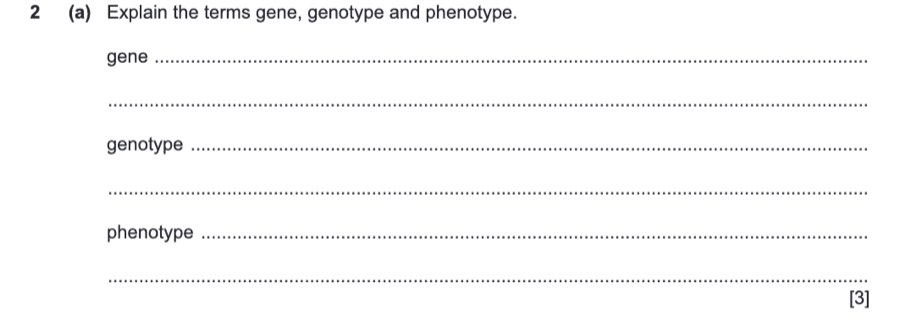 2 (a) Explain the terms gene, genotype and phenotype.
gene ........................................................................................................................................
................................................................................................................................................
genotype .................................................................................................................................
................................................................................................................................................
phenotype ...............................................................................................................................
................................................................................................................................................
[3]